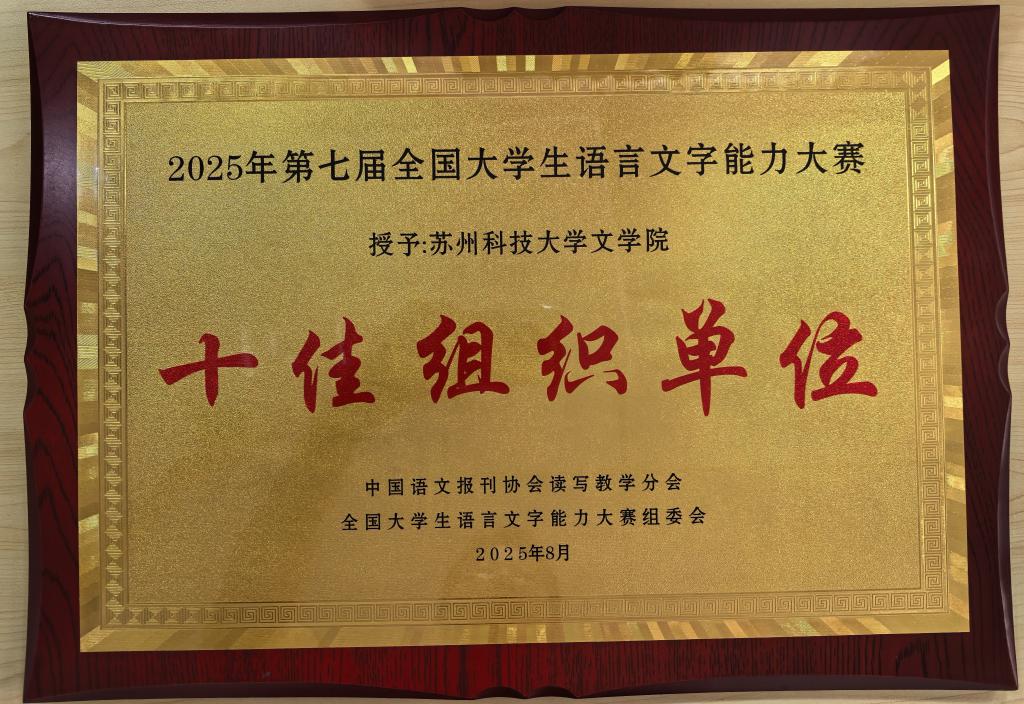 2025年第七届全国大学生语言文字能力大赛
授予:苏州科技大学文学院
十佳组织单位
中国语文报刊协会读写教学分会
全国大学生语言文字能力大赛组委会
2025年8月